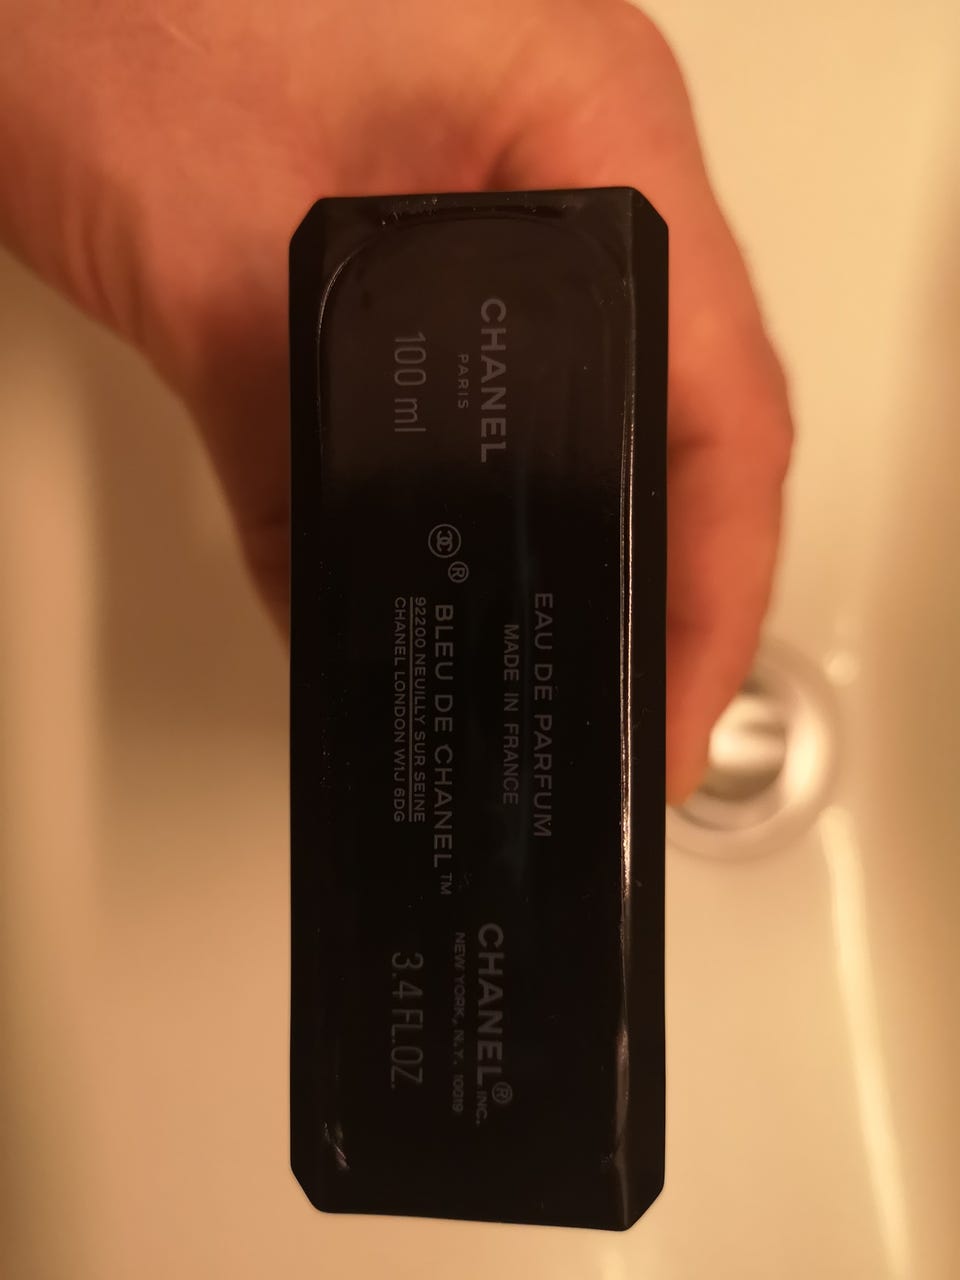 EAU DE PARFUM
MADE IN FRANCE
CHANEL
PARIS
100 ml
BLEU DE CHANEL™
92200 NEUILLY SUR SEINE
CHANEL LONDON W1J 6DG
CHANEL® INC.
NEW YORK, N.Y. 10019
3.4 FL.OZ.
®